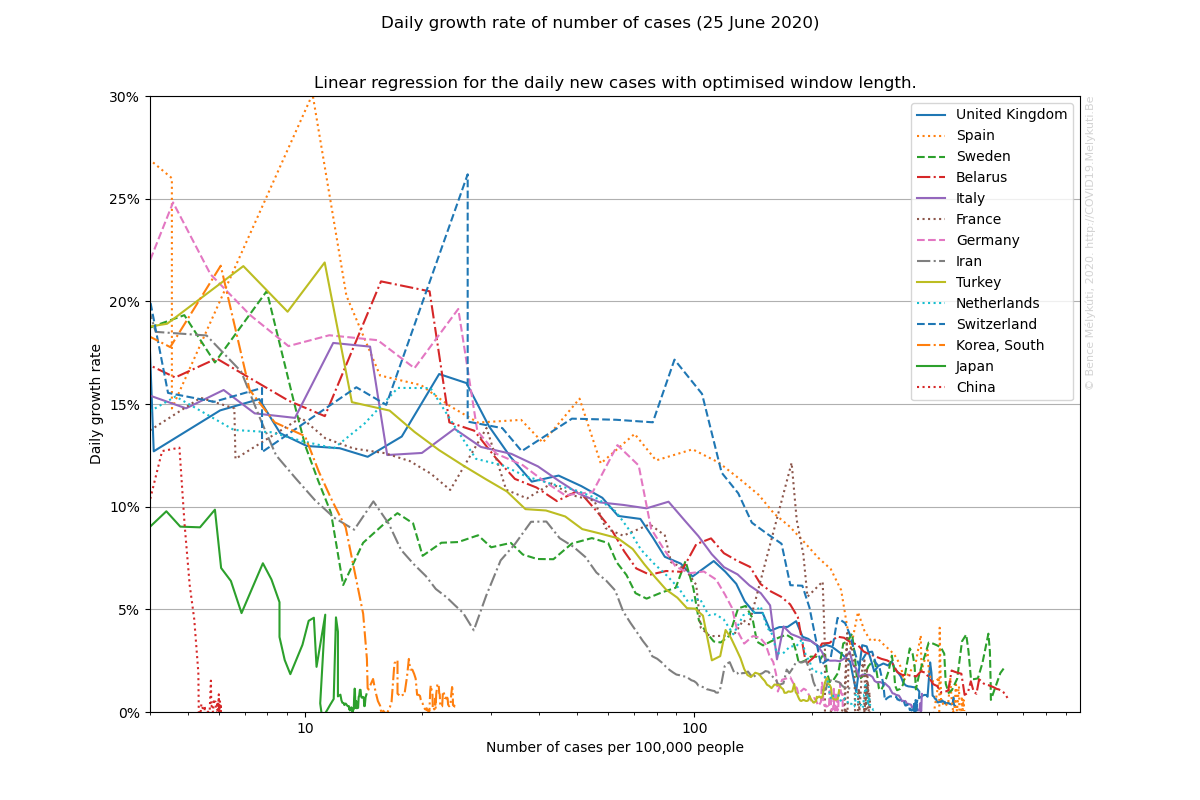 Daily growth rate of number of cases (25 June 2020)
Linear regression for the daily new cases with optimised window length.
30%
25%
20%
15%
10%
5%
0%
Daily growth rate
10
100
Number of cases per 100,000 people
United Kingdom
Spain
Sweden
Belarus
Italy
France
Germany
Iran
Turkey
Netherlands
Switzerland
Korea, South
Japan
China
© Bence Mélykúti, 2020. http://COVID19.Melykuti.Be